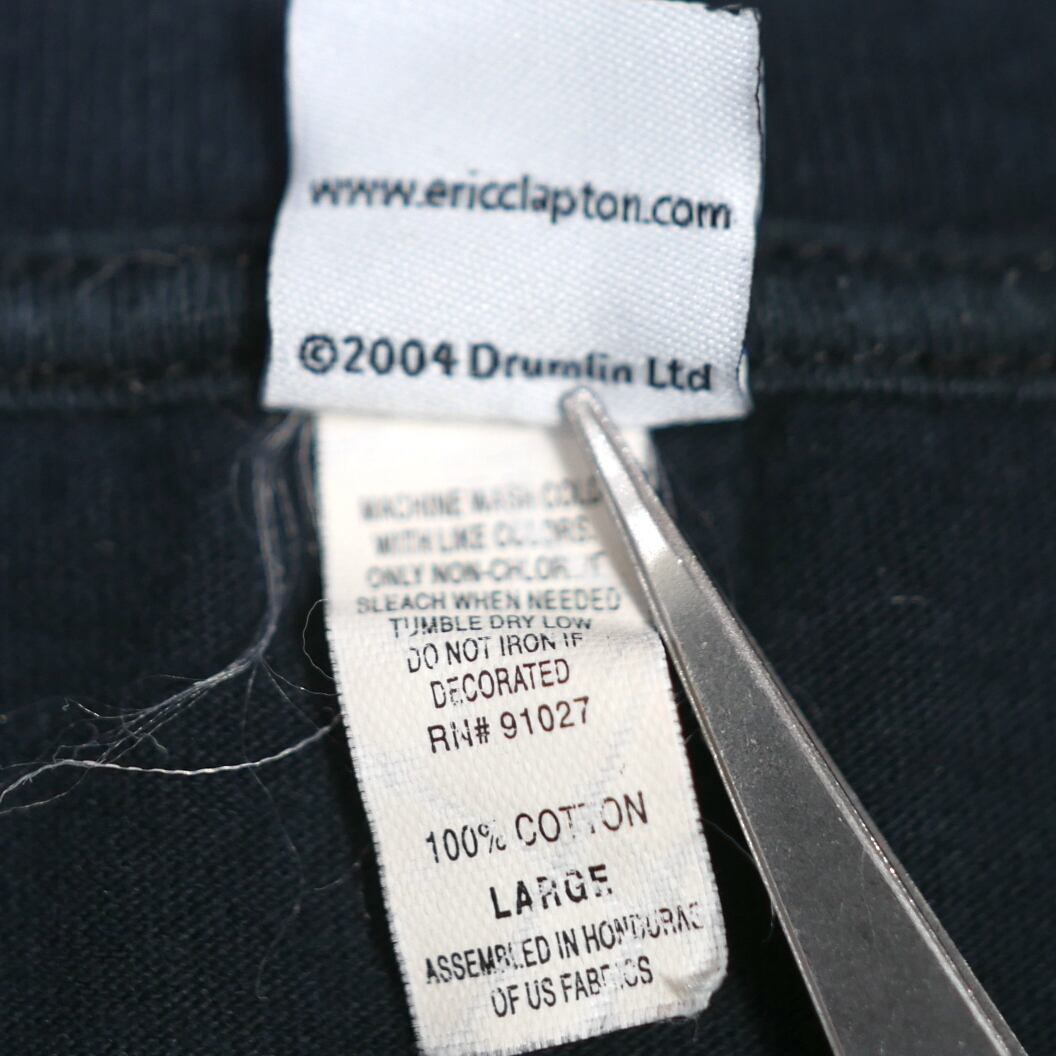 www.ericclapton.com
©2004 Drumlin Ltd
MACHINE WASH COLD
WITH LIKE COLORS
ONLY NON-CHLORINE
BLEACH WHEN NEEDED
TUMBLE DRY LOW
DO NOT IRON IF
DECORATED
RN# 91027
100% COTTON
LARGE
ASSEMBLED IN HONDURAS
OF US FABRICS